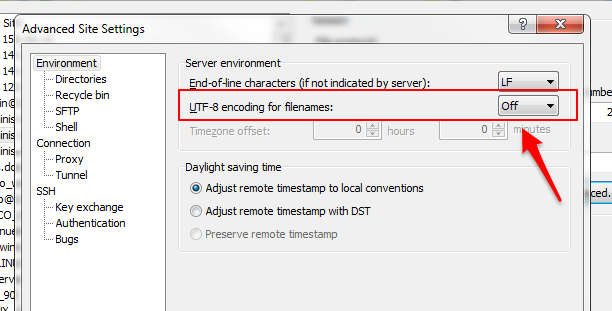 Advanced Site Settings
?
X
Environment
Directories
Recycle bin
SFTP
Shell
Connection
Proxy
Tunnel
SSH
Key exchange
Authentication
Bugs
Server environment
End-of-line characters (if not indicated by server): LF
UTF-8 encoding for filenames: Off
Timezone offset: 0 hours 0 minutes
Daylight saving time
Adjust remote timestamp to local conventions
Adjust remote timestamp with DST
Preserve remote timestamp